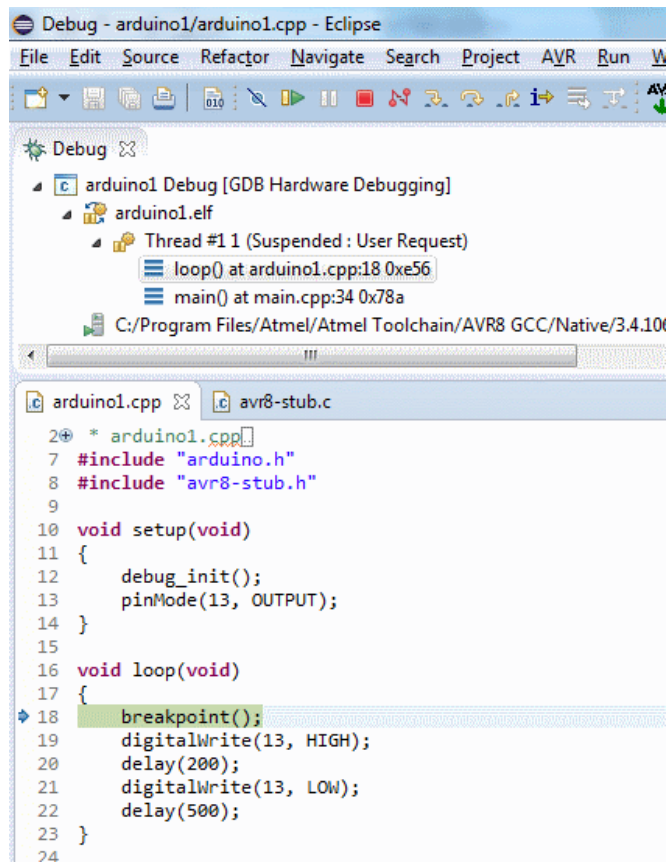 Debug - arduino1/arduino1.cpp - Eclipse
File Edit Source Refactor Navigate Search Project AVR Run W
010 i AV
Debug
c arduino1 Debug [GDB Hardware Debugging]
arduino1.elf
Thread #1 1 (Suspended : User Request)
loop() at arduino1.cpp:18 0xe56
main() at main.cpp:34 0x78a
C:/Program Files/Atmel/Atmel Toolchain/AVR8 GCC/Native/3.4.106
.c arduino1.cpp .c avr8-stub.c
2 * arduino1.cpp..
7 #include "arduino.h"
8 #include "avr8-stub.h"
9
10 void setup(void)
11 {
12 debug_init();
13 pinMode(13, OUTPUT);
14 }
15
16 void loop(void)
17 {
18 breakpoint();
19 digitalWrite(13, HIGH);
20 delay(200);
21 digitalWrite(13, LOW);
22 delay(500);
23 }
24